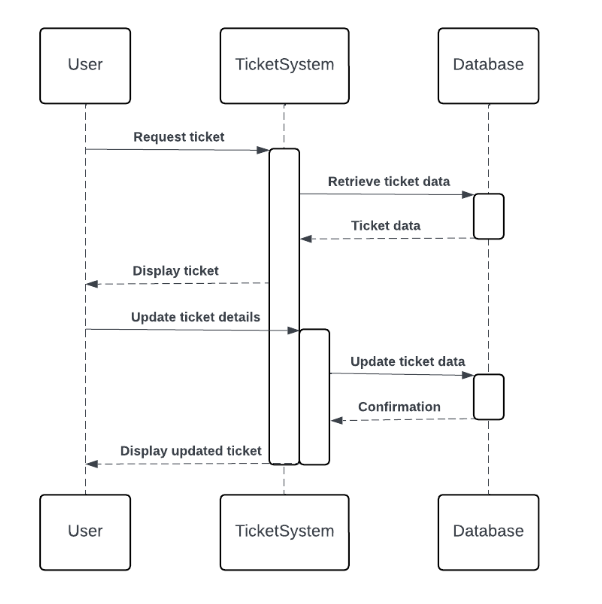 User
TicketSystem
Database
Request ticket
Retrieve ticket data
Ticket data
Display ticket
Update ticket details
Update ticket data
Confirmation
Display updated ticket
User
TicketSystem
Database